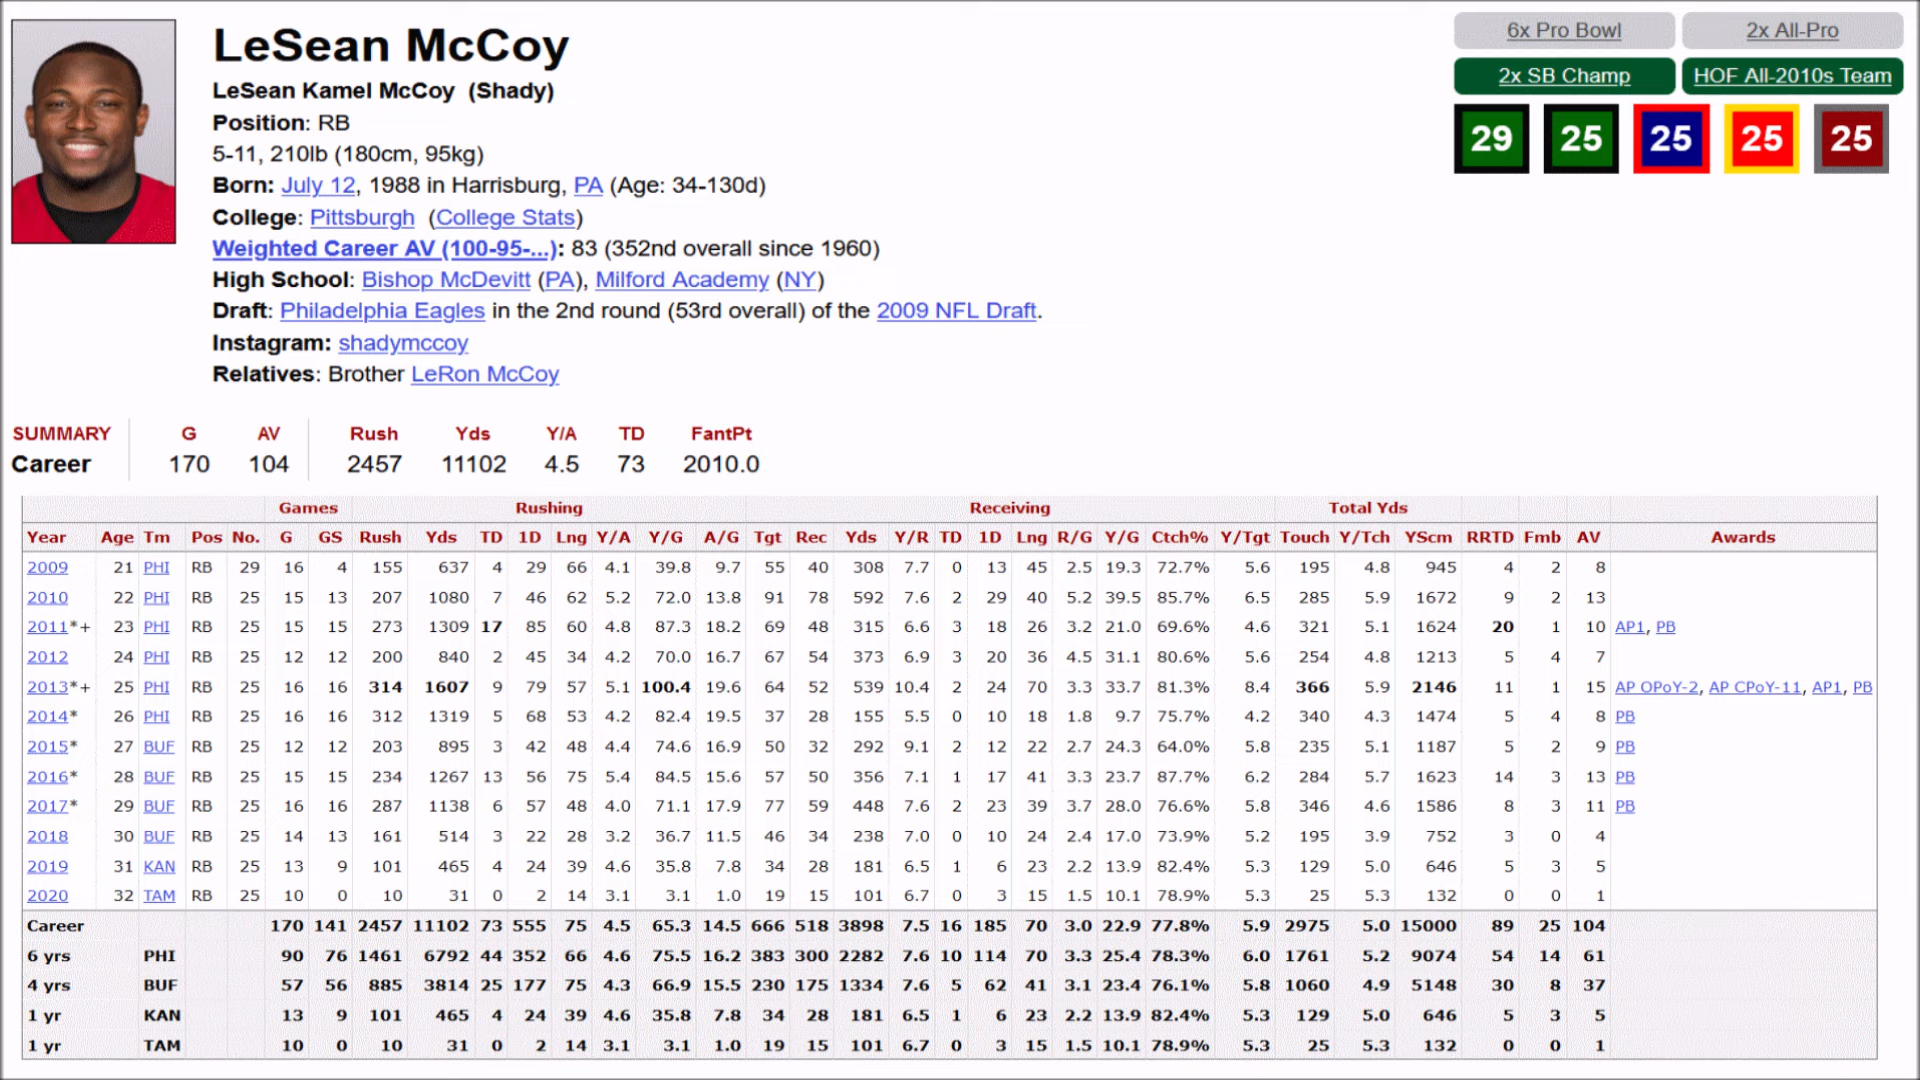 LeSean McCoy
LeSean Kamel McCoy (Shady)
Position: RB
5-11, 210lb (180cm, 95kg)
Born: July 12, 1988 in Harrisburg, PA (Age: 34-130d)
College: Pittsburgh (College Stats)
Weighted Career AV (100-95-...): 83 (352nd overall since 1960)
High School: Bishop McDevitt (PA), Milford Academy (NY)
Draft: Philadelphia Eagles in the 2nd round (53rd overall) of the 2009 NFL Draft.
Instagram: shadymccoy
Relatives: Brother LeRon McCoy
6x Pro Bowl 2x All-Pro
2x SB Champ HOF All-2010s Team
29 25 25 25 25
SUMMARY G AV Rush Yds Y/A TD FantPt
Career 170 104 2457 11102 4.5 73 2010.0
Games Rushing Receiving Total Yds
Year Age Tm Pos No. G GS Rush Yds TD 1D Lng Y/A Y/G A/G Tgt Rec Yds Y/R TD 1D Lng R/G Y/G Ctch% Y/Tgt Touch Y/Tch YScm RRTD Fmb AV Awards
2009 21 PHI RB 29 16 4 155 637 4 29 66 4.1 39.8 9.7 55 40 308 7.7 0 13 45 2.5 19.3 72.7% 5.6 195 4.8 945 4 2 8
2010 22 PHI RB 25 15 13 207 1080 7 46 62 5.2 72.0 13.8 91 78 592 7.6 2 29 40 5.2 39.5 85.7% 6.5 285 5.9 1672 9 2 13
2011*+ 23 PHI RB 25 15 15 273 1309 17 85 60 4.8 87.3 18.2 69 48 315 6.6 3 18 26 3.2 21.0 69.6% 4.6 321 5.1 1624 20 1 10 AP1, PB
2012 24 PHI RB 25 12 12 200 840 2 45 34 4.2 70.0 16.7 67 54 373 6.9 3 20 36 4.5 31.1 80.6% 5.6 254 4.8 1213 5 4 7
2013*+ 25 PHI RB 25 16 16 314 1607 9 79 57 5.1 100.4 19.6 64 52 539 10.4 2 24 70 3.3 33.7 81.3% 8.4 366 5.9 2146 11 1 15 AP OPoY-2, AP CPoY-11, AP1, PB
2014* 26 PHI RB 25 16 16 312 1319 5 68 53 4.2 82.4 19.5 37 28 155 5.5 0 10 18 1.8 9.7 75.7% 4.2 340 4.3 1474 5 4 8 PB
2015* 27 BUF RB 25 12 12 203 895 3 42 48 4.4 74.6 16.9 50 32 292 9.1 2 12 22 2.7 24.3 64.0% 5.8 235 5.1 1187 5 2 9 PB
2016* 28 BUF RB 25 15 15 234 1267 13 56 75 5.4 84.5 15.6 57 50 356 7.1 1 17 41 3.3 23.7 87.7% 6.2 284 5.7 1623 14 3 13 PB
2017* 29 BUF RB 25 16 16 287 1138 6 57 48 4.0 71.1 17.9 77 59 448 7.6 2 23 39 3.7 28.0 76.6% 5.8 346 4.6 1586 8 3 11 PB
2018 30 BUF RB 25 14 13 161 514 3 22 28 3.2 36.7 11.5 46 34 238 7.0 0 10 24 2.4 17.0 73.9% 5.2 195 3.9 752 3 0 4
2019 31 KAN RB 25 13 9 101 465 4 24 39 4.6 35.8 7.8 34 28 181 6.5 1 6 23 2.2 13.9 82.4% 5.3 129 5.0 646 5 3 5
2020 32 TAM RB 25 10 0 10 31 0 2 14 3.1 3.1 1.0 19 15 101 6.7 0 3 15 1.5 10.1 78.9% 5.3 25 5.3 132 0 0 1
Career 170 141 2457 11102 73 555 75 4.5 65.3 14.5 666 518 3898 7.5 16 185 70 3.0 22.9 77.8% 5.9 2975 5.0 15000 89 25 104
6 yrs PHI 90 76 1461 6792 44 352 66 4.6 75.5 16.2 383 300 2282 7.6 10 114 70 3.3 25.4 78.3% 6.0 1761 5.2 9074 54 14 61
4 yrs BUF 57 56 885 3814 25 177 75 4.3 66.9 15.5 230 175 1334 7.6 5 62 41 3.1 23.4 76.1% 5.8 1060 4.9 5148 30 8 37
1 yr KAN 13 9 101 465 4 24 39 4.6 35.8 7.8 34 28 181 6.5 1 6 23 2.2 13.9 82.4% 5.3 129 5.0 646 5 3 5
1 yr TAM 10 0 10 31 0 2 14 3.1 3.1 1.0 19 15 101 6.7 0 3 15 1.5 10.1 78.9% 5.3 25 5.3 132 0 0 1